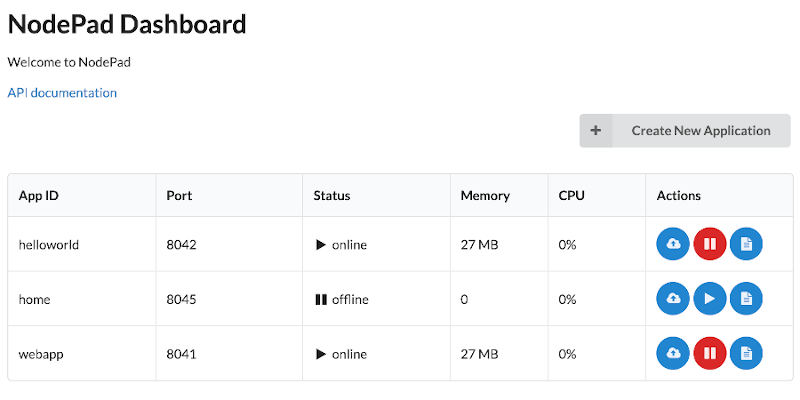 NodePad Dashboard
Welcome to NodePad
API documentation
Create New Application
App ID Port Status Memory CPU Actions
helloworld 8042 online 27 MB 0%
home 8045 offline 0 0%
webapp 8041 online 27 MB 0%